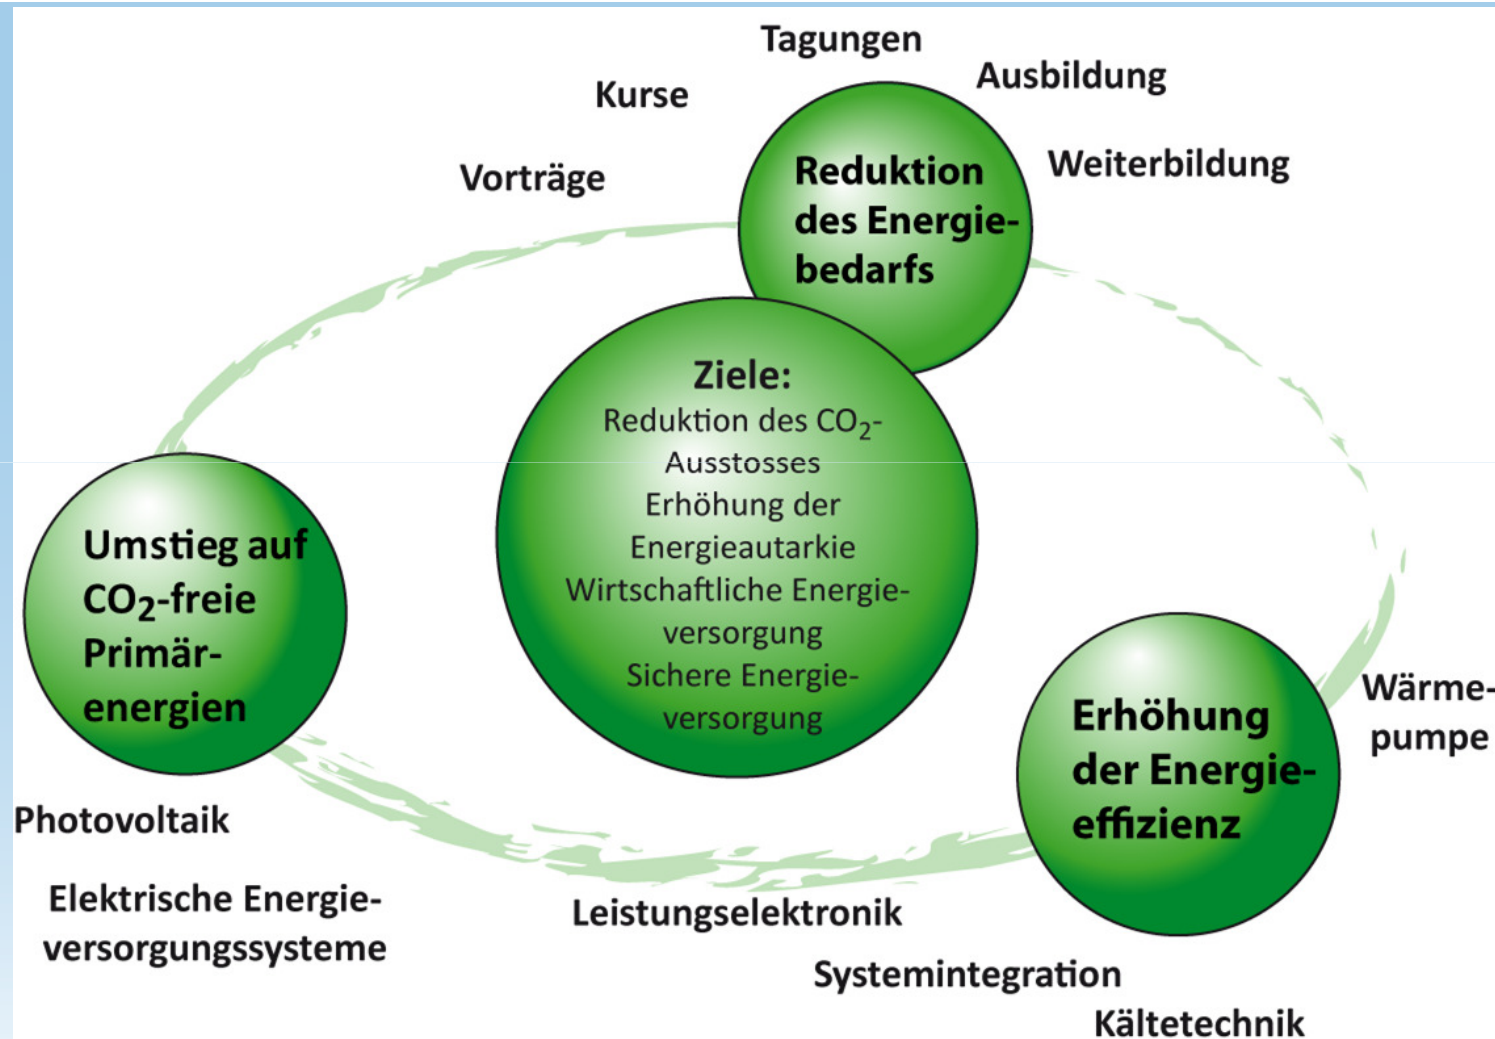 Tagungen
Ausbildung
Kurse
Weiterbildung
Vorträge
Reduktion
des Energie-
bedarfs
Ziele:
Reduktion des CO₂-
Ausstosses
Erhöhung der
Energieautarkie
Wirtschaftliche Energie-
versorgung
Sichere Energie-
versorgung
Umstieg auf
CO₂-freie
Primär-
energien
Erhöhung
der Energie-
effizienz
Wärme-
pumpe
Photovoltaik
Elektrische Energie-
versorgungssysteme
Leistungselektronik
Systemintegration
Kältetechnik